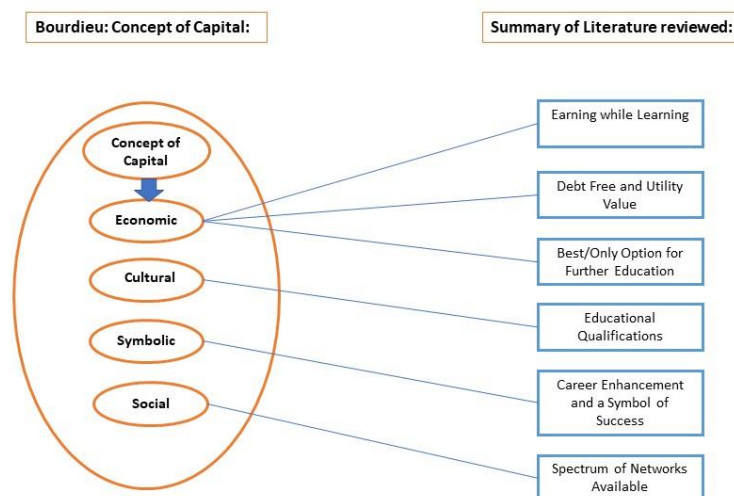 Bourdieu: Concept of Capital:
Summary of Literature reviewed:
Concept of
Capital
Economic
Cultural
Symbolic
Social
Earning while Learning
Debt Free and Utility
Value
Best/Only Option for
Further Education
Educational
Qualifications
Career Enhancement
and a Symbol of
Success
Spectrum of Networks
Available